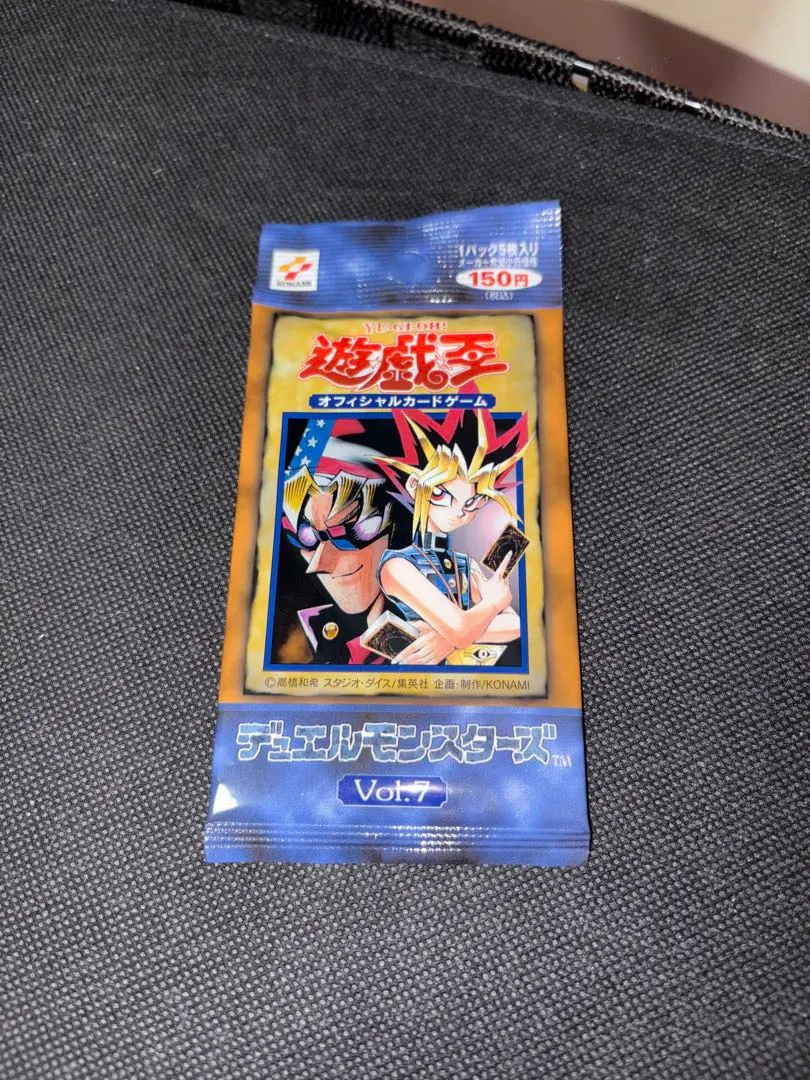 KONAMI
1パック5枚入り
メーカー希望小売価格
150円
(税込)
YU-GI-OH!
遊☆戯☆王
オフィシャルカードゲーム
©高橋和希 スタジオ・ダイス/集英社 企画・制作/KONAMI
デュエルモンスターズ™
Vol.7